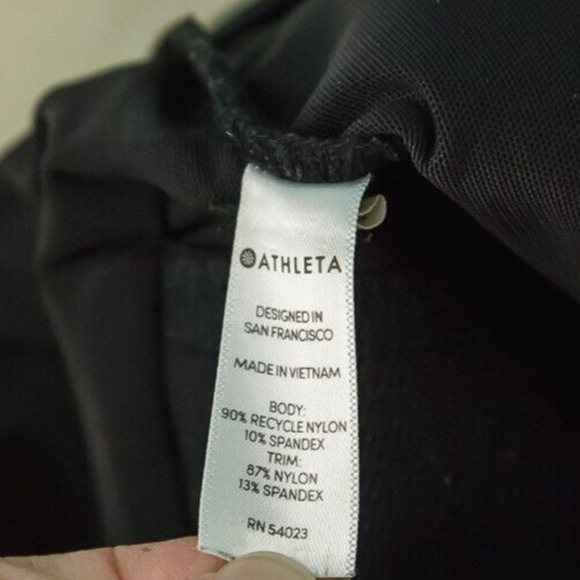 ATHLETA
DESIGNED IN
SAN FRANCISCO
MADE IN VIETNAM
BODY:
90% RECYCLE NYLON
10% SPANDEX
TRIM:
87% NYLON
13% SPANDEX
RN 54023